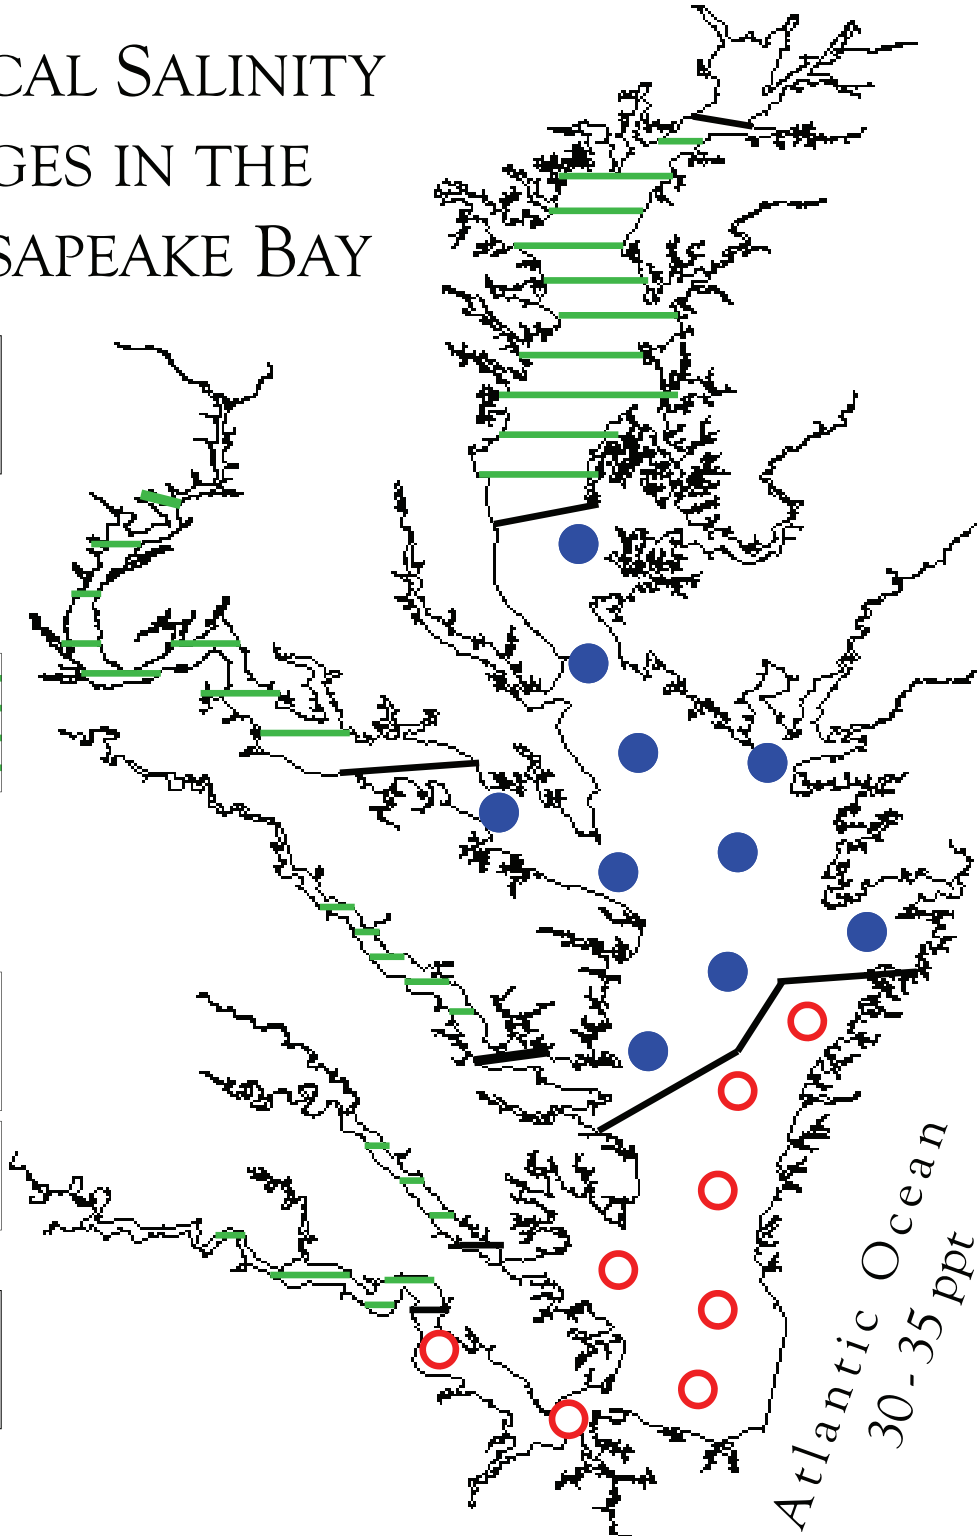 CAL SALINITY
GES IN THE
SAPEAKE BAY
Atlantic Ocean
30 - 35 ppt